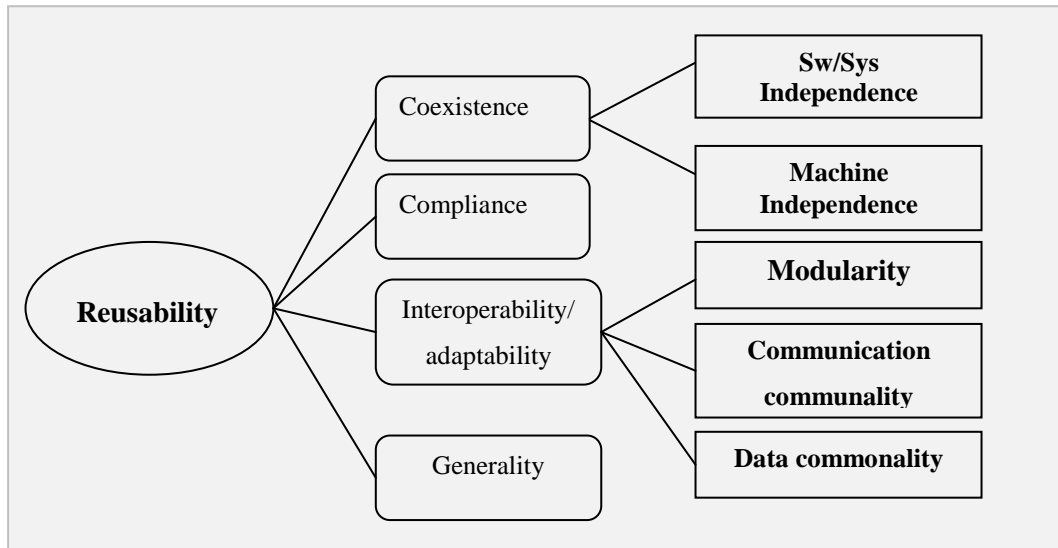 Reusability
Coexistence
Compliance
Interoperability/
adaptability
Generality
Sw/Sys
Independence
Machine
Independence
Modularity
Communication
communality
Data commonality